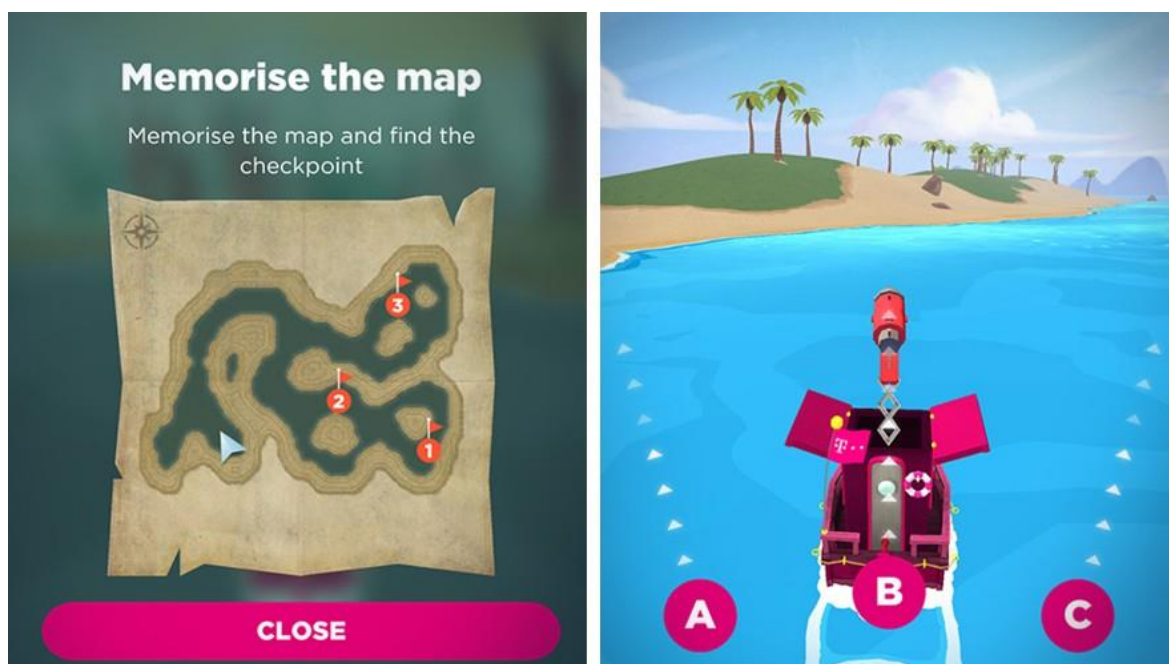 Memorise the map
Memorise the map and find the
checkpoint
3
2
1
CLOSE
T
A
B
C